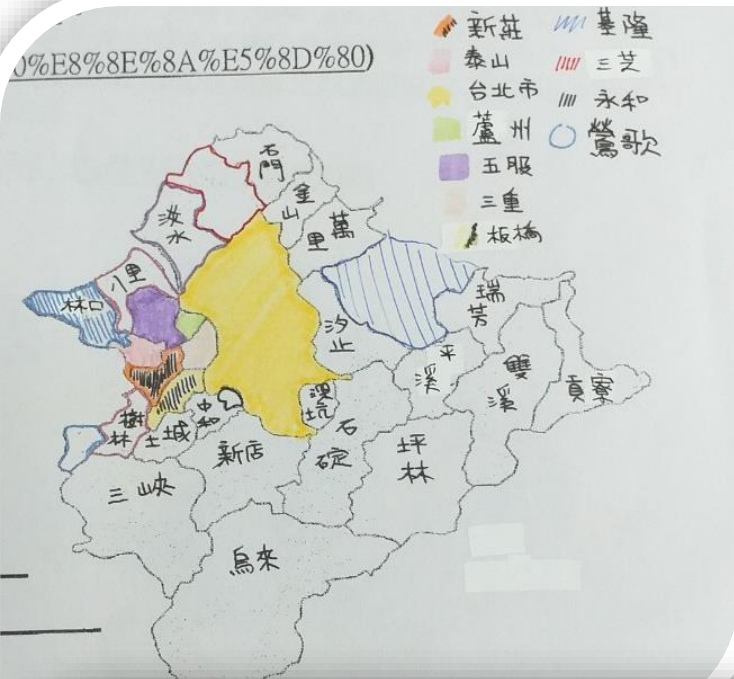 0%E8%8E%8A%E5%8D%80)
新莊
泰山
台北市
蘆州
五股
三重
板橋
基隆
三芝
永和
鶯歌
石門
金山
萬里
淡水
八里
林口
汐止
瑞芳
平溪
雙溪
貢寮
深坑
石碇
坪林
中和
樹林
土城
新店
三峽
烏來